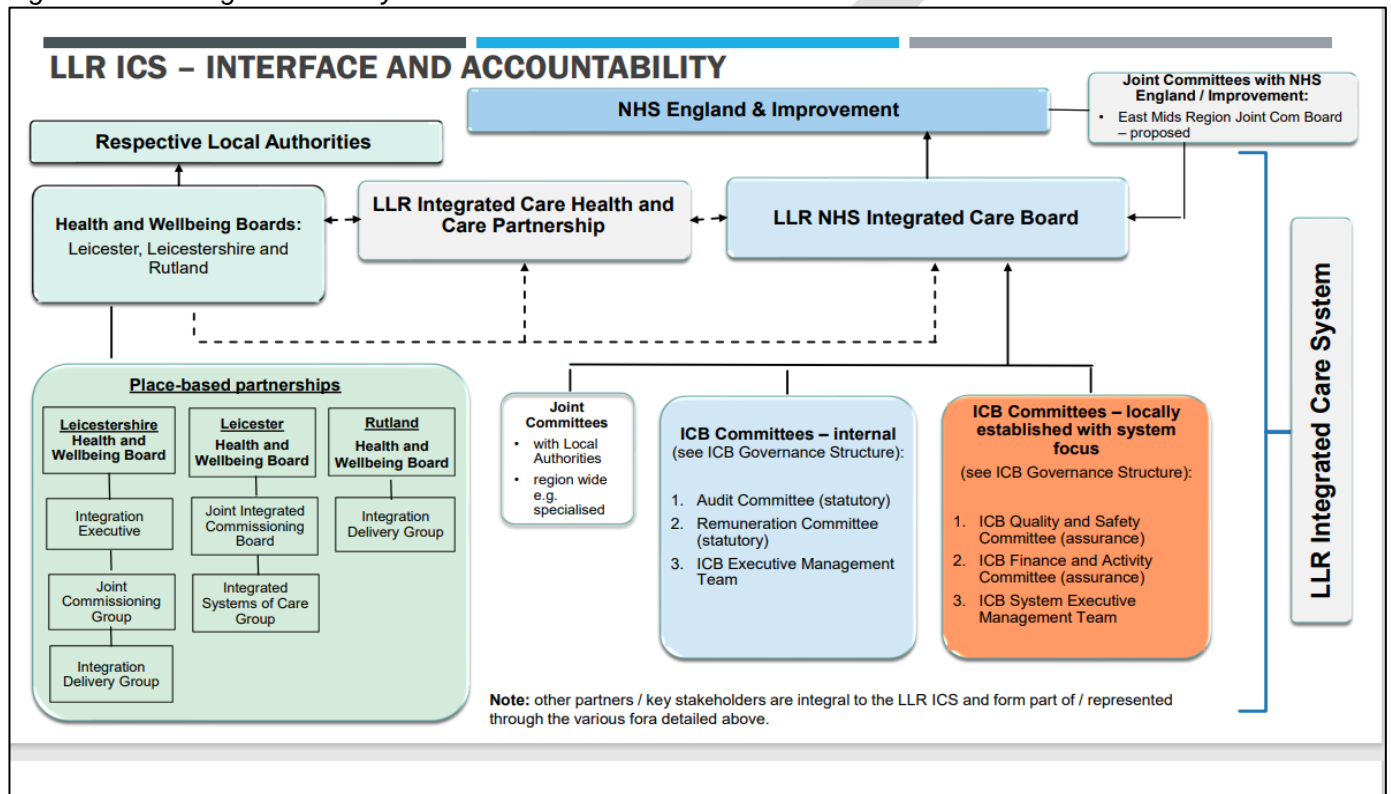 LLR ICS – INTERFACE AND ACCOUNTABILITY
Joint Committees with NHS
England / Improvement:
• East Mids Region Joint Com Board
– proposed
NHS England & Improvement
Respective Local Authorities
Health and Wellbeing Boards:
Leicester, Leicestershire and
Rutland
LLR Integrated Care Health and
Care Partnership
LLR NHS Integrated Care Board
LLR Integrated Care System
Place-based partnerships
Leicestershire
Health and
Wellbeing Board
Integration
Executive
Joint
Commissioning
Group
Integration
Delivery Group
Leicester
Health and
Wellbeing Board
Joint Integrated
Commissioning
Board
Integrated
Systems of Care
Group
Rutland
Health and
Wellbeing Board
Integration
Delivery Group
Joint
Committees
• with Local
Authorities
• region wide
e.g.
specialised
ICB Committees – internal
(see ICB Governance Structure):
1. Audit Committee (statutory)
2. Remuneration Committee
(statutory)
3. ICB Executive Management
Team
ICB Committees – locally
established with system
focus
(see ICB Governance Structure):
1. ICB Quality and Safety
Committee (assurance)
2. ICB Finance and Activity
Committee (assurance)
3. ICB System Executive
Management Team
Note: other partners / key stakeholders are integral to the LLR ICS and form part of / represented
through the various fora detailed above.